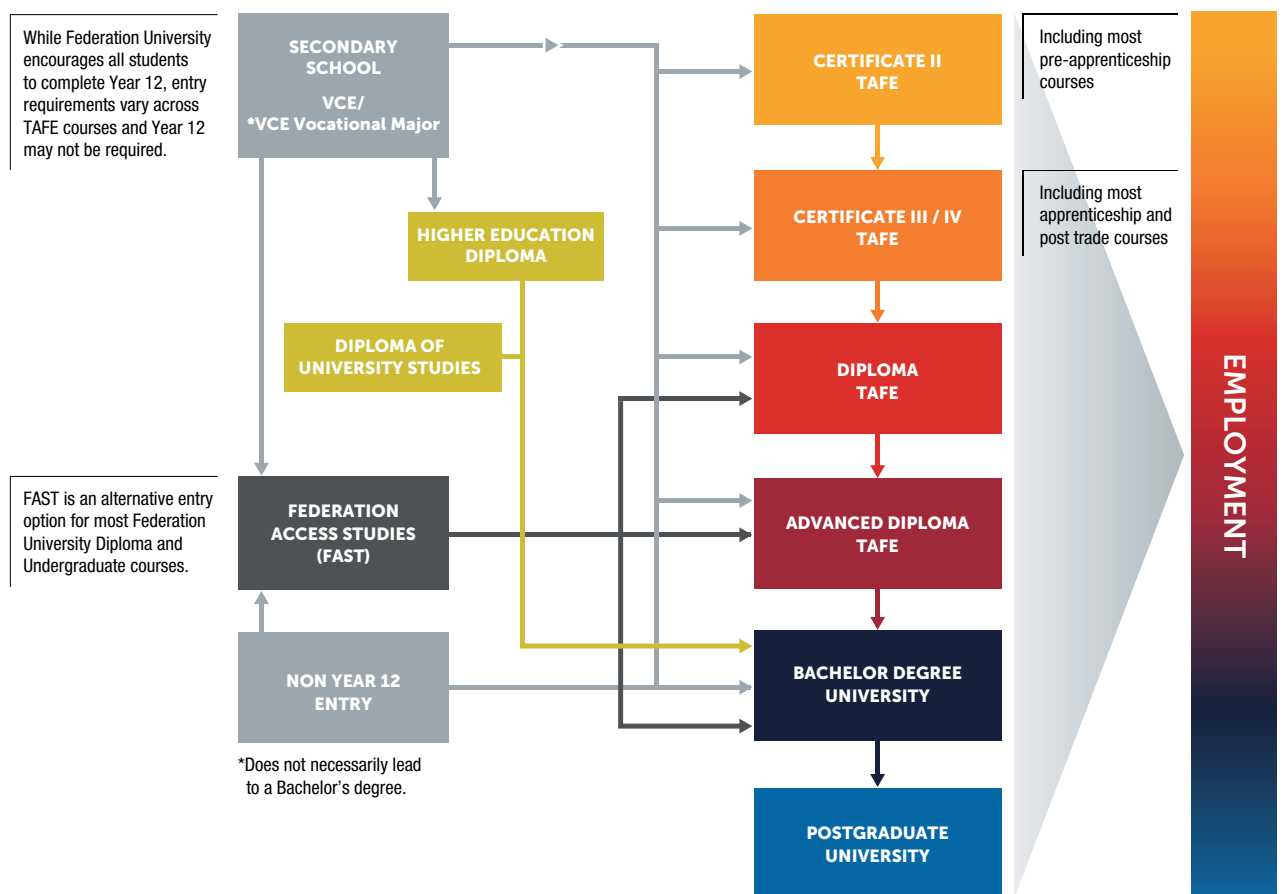 While Federation University
encourages all students
to complete Year 12, entry
requirements vary across
TAFE courses and Year 12
may not be required.
SECONDARY
SCHOOL
VCE/
*VCE Vocational Major
CERTIFICATE II
TAFE
Including most
pre-apprenticeship
courses
HIGHER EDUCATION
DIPLOMA
CERTIFICATE III / IV
TAFE
Including most
apprenticeship and
post trade courses
DIPLOMA OF
UNIVERSITY STUDIES
DIPLOMA
TAFE
EMPLOYMENT
FAST is an alternative entry
option for most Federation
University Diploma and
Undergraduate courses.
FEDERATION
ACCESS STUDIES
(FAST)
ADVANCED DIPLOMA
TAFE
NON YEAR 12
ENTRY
BACHELOR DEGREE
UNIVERSITY
*Does not necessarily lead
to a Bachelor’s degree.
POSTGRADUATE
UNIVERSITY